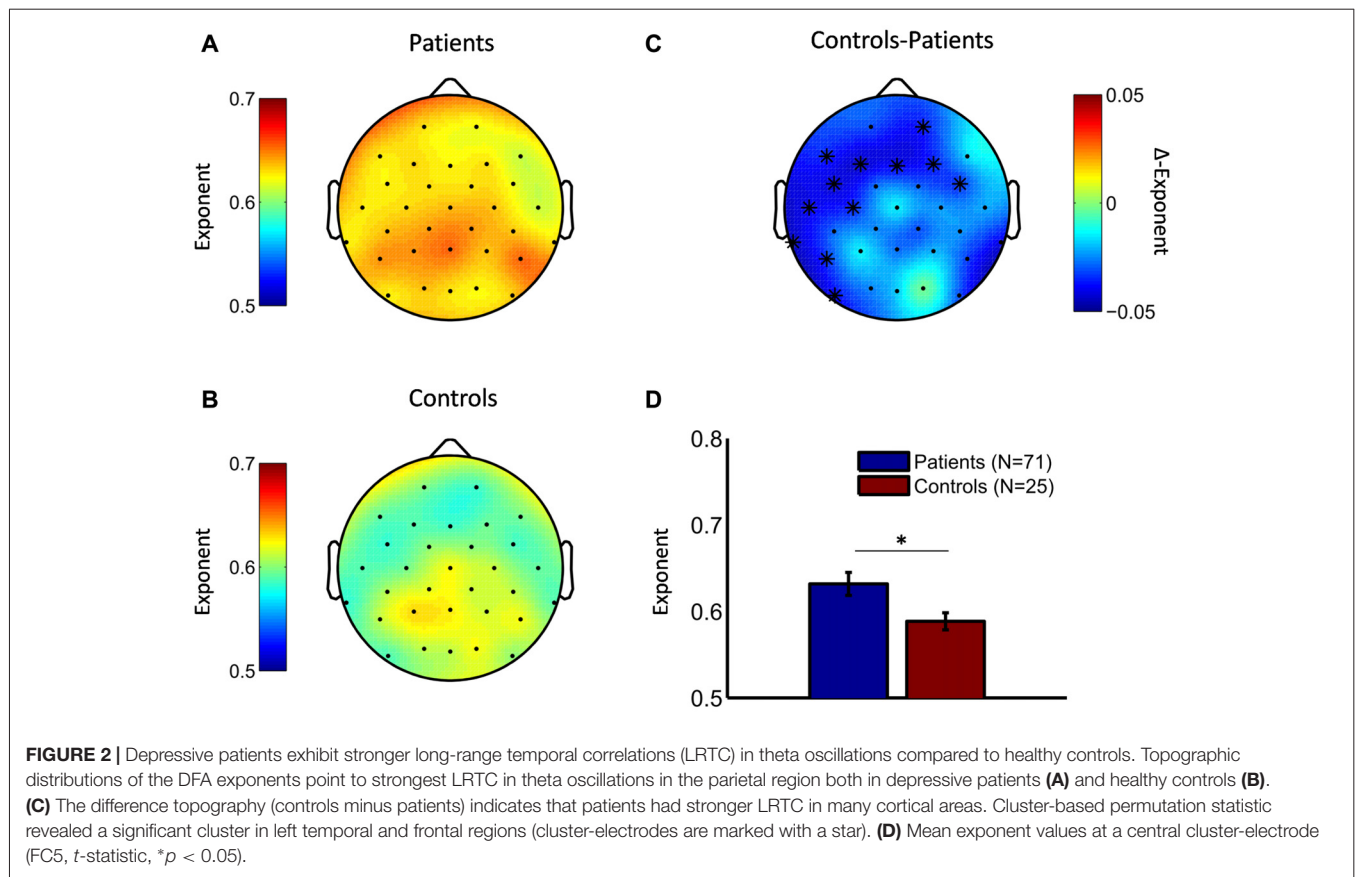 A
Patients
0.7
0.6
0.5
Exponent
C
Controls-Patients
0.05
0
−0.05
Δ-Exponent
B
Controls
0.7
0.6
0.5
Exponent
D
0.8
0.7
0.6
0.5
Exponent
Patients (N=71)
Controls (N=25)
*
FIGURE 2 | Depressive patients exhibit stronger long-range temporal correlations (LRTC) in theta oscillations compared to healthy controls. Topographic
distributions of the DFA exponents point to strongest LRTC in theta oscillations in the parietal region both in depressive patients (A) and healthy controls (B).
(C) The difference topography (controls minus patients) indicates that patients had stronger LRTC in many cortical areas. Cluster-based permutation statistic
revealed a significant cluster in left temporal and frontal regions (cluster-electrodes are marked with a star). (D) Mean exponent values at a central cluster-electrode
(FC5, t-statistic, *p < 0.05).